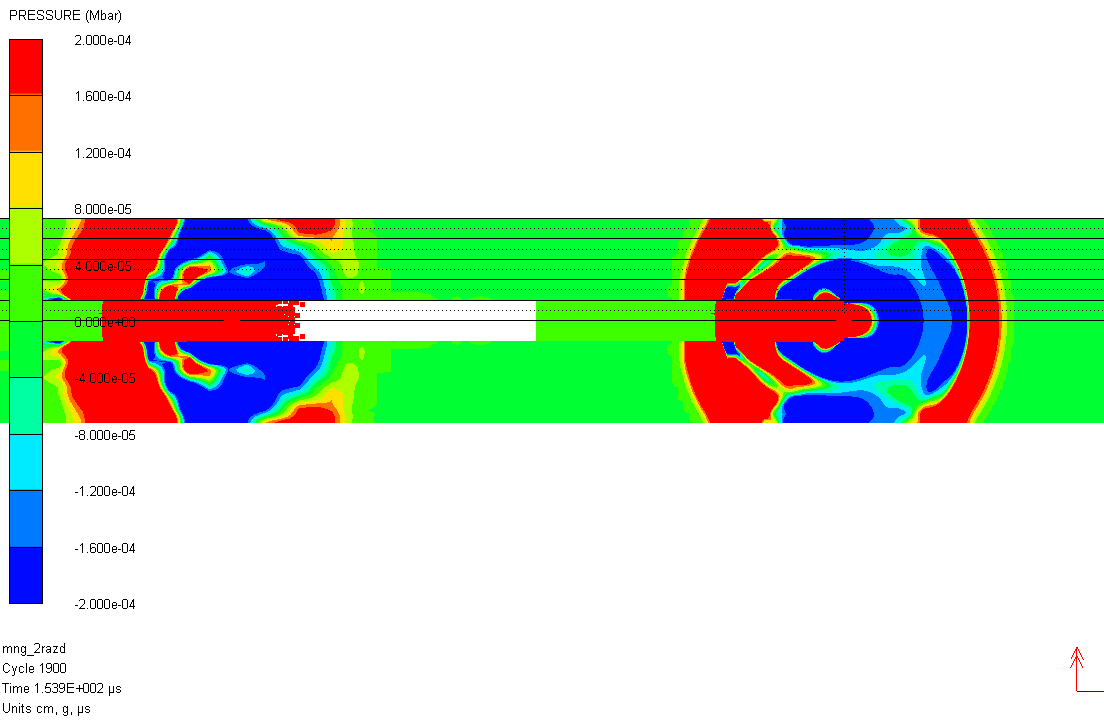 PRESSURE (Mbar)
2.000e-04
1.600e-04
1.200e-04
8.000e-05
4.000e-05
0.000e+00
-4.000e-05
-8.000e-05
-1.200e-04
-1.600e-04
-2.000e-04
mng_2razd
Cycle 1900
Time 1.539E+002 µs
Units cm, g, µs